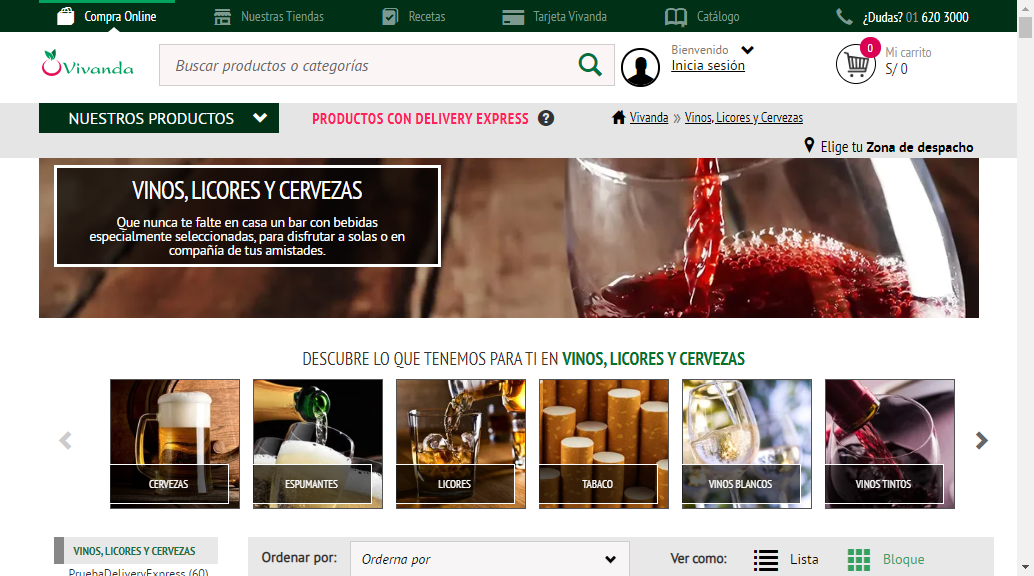 Compra Online
Nuestras Tiendas
Recetas
Tarjeta Vivanda
Catálogo
¿Dudas? 01 620 3000
Vivanda
Buscar productos o categorías
Bienvenido
Inicia sesión
0
Mi carrito
S/ 0
NUESTROS PRODUCTOS
PRODUCTOS CON DELIVERY EXPRESS ?
Vivanda » Vinos, Licores y Cervezas
Elige tu Zona de despacho
VINOS, LICORES Y CERVEZAS
Que nunca te falte en casa un bar con bebidas
especialmente seleccionadas, para disfrutar a solas o en
compañía de tus amistades.
DESCUBRE LO QUE TENEMOS PARA TI EN VINOS, LICORES Y CERVEZAS
CERVEZAS
ESPUMANTES
LICORES
TABACO
VINOS BLANCOS
VINOS TINTOS
VINOS, LICORES Y CERVEZAS
PruebaDeliveryExpress (60)
Ordenar por:
Orderna por
Ver como:
Lista
Bloque